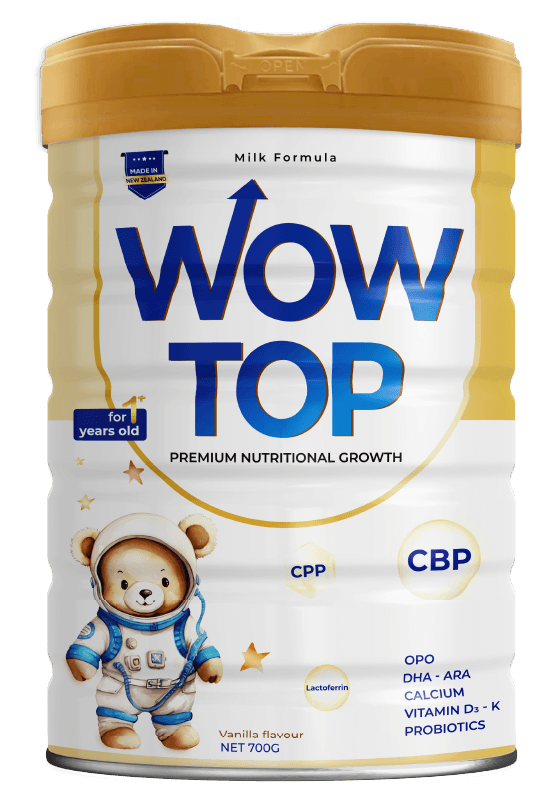 OPEN
Milk Formula
MADE IN
NEW ZEALAND
WOW
TOP
for 1+
years old
PREMIUM NUTRITIONAL GROWTH
CPP
CBP
Lactoferrin
OPO
DHA - ARA
CALCIUM
VITAMIN D₃ - K
PROBIOTICS
Vanilla flavour
NET 700G